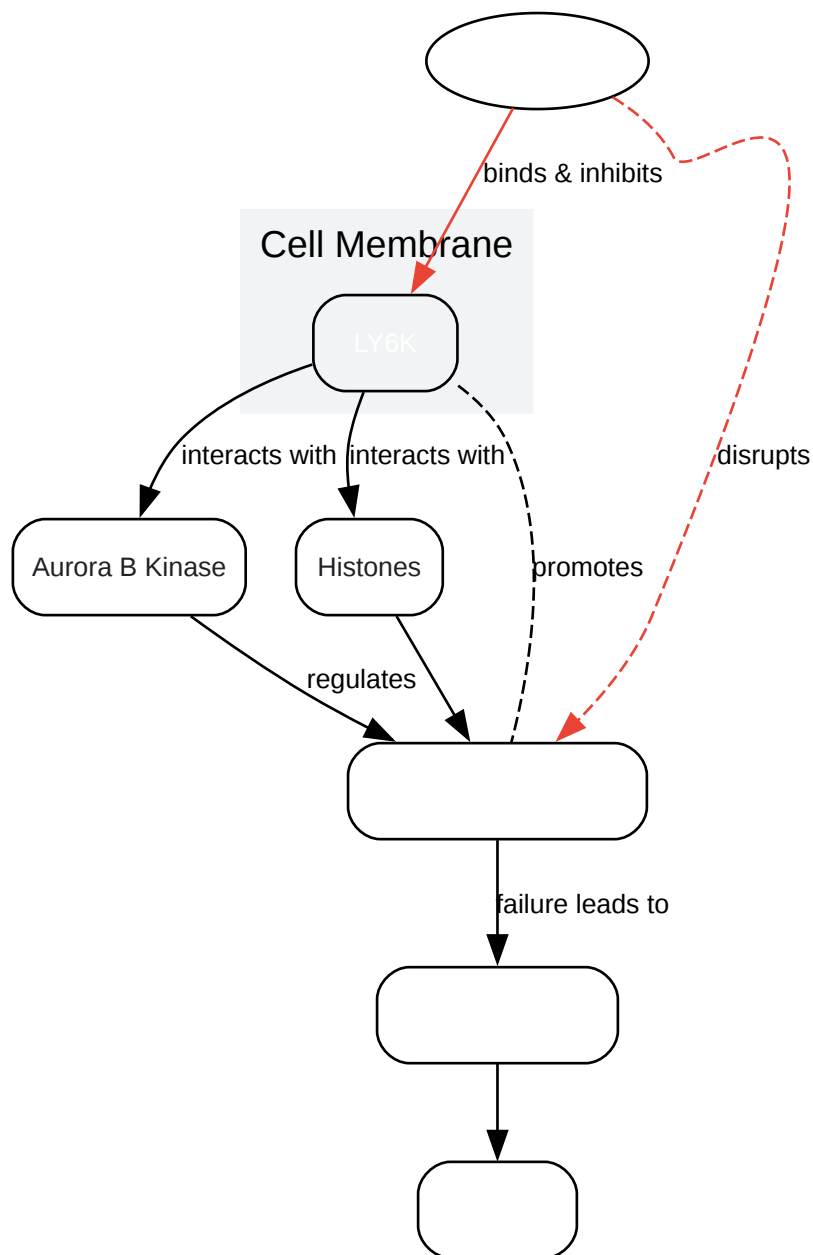 binds & inhibits
Cell Membrane
LY6K
interacts with
interacts with
disrupts
Aurora B Kinase
Histones
promotes
regulates
failure leads to